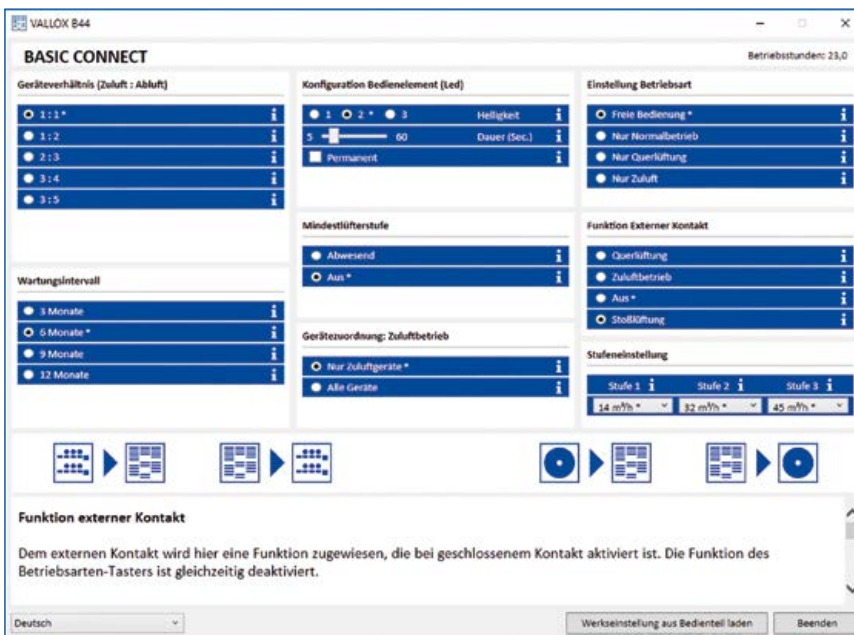 VALLOX B44
BASIC CONNECT
Betriebsstunden: 23,0
Geräteverhältnis (Zuluft : Abluft)
1 : 1 *
1 : 2
2 : 3
3 : 4
3 : 5
Wartungsintervall
3 Monate
6 Monate *
9 Monate
12 Monate
Konfiguration Bedienelement (Led)
1 2 * 3 Helligkeit
5 60 Dauer (Sec.)
Permanent
Mindestlüfterstufe
Abwesend
Aus *
Gerätezuordnung: Zuluftbetrieb
Nur Zuluftgeräte *
Alle Geräte
Einstellung Betriebsart
Freie Bedienung *
Nur Normalbetrieb
Nur Querlüftung
Nur Zuluft
Funktion Externer Kontakt
Querlüftung
Zuluftbetrieb
Aus *
Stoßlüftung
Stufeneinstellung
Stufe 1 Stufe 2 Stufe 3
14 m³/h * 32 m³/h * 45 m³/h *
Funktion externer Kontakt
Dem externen Kontakt wird hier eine Funktion zugewiesen, die bei geschlossenem Kontakt aktiviert ist. Die Funktion des
Betriebsarten-Tasters ist gleichzeitig deaktiviert.
Deutsch
Werkseinstellung aus Bedienteil laden
Beenden